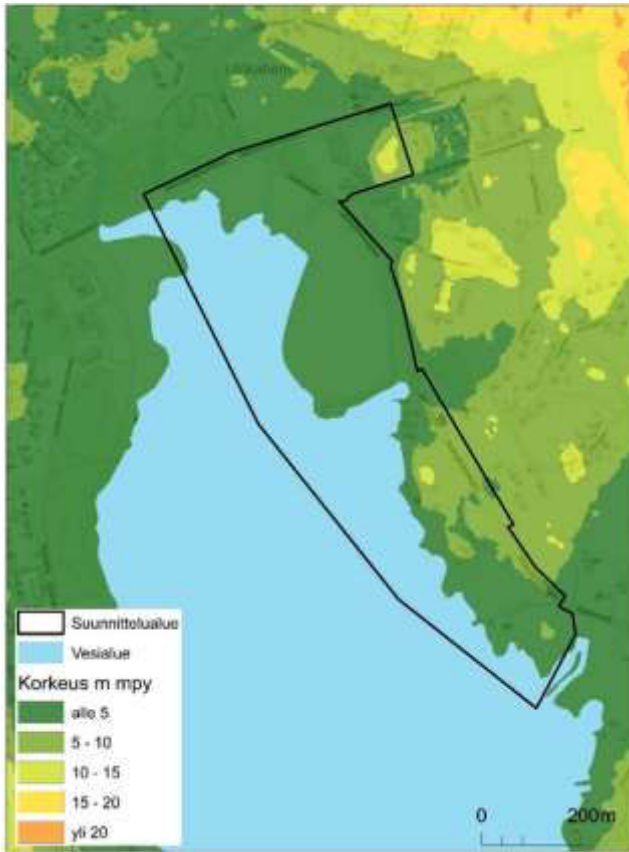 Suunnittelualue
Vesialue
Korkeus m mpy
alle 5
5 - 10
10 - 15
15 - 20
yli 20
0 200m